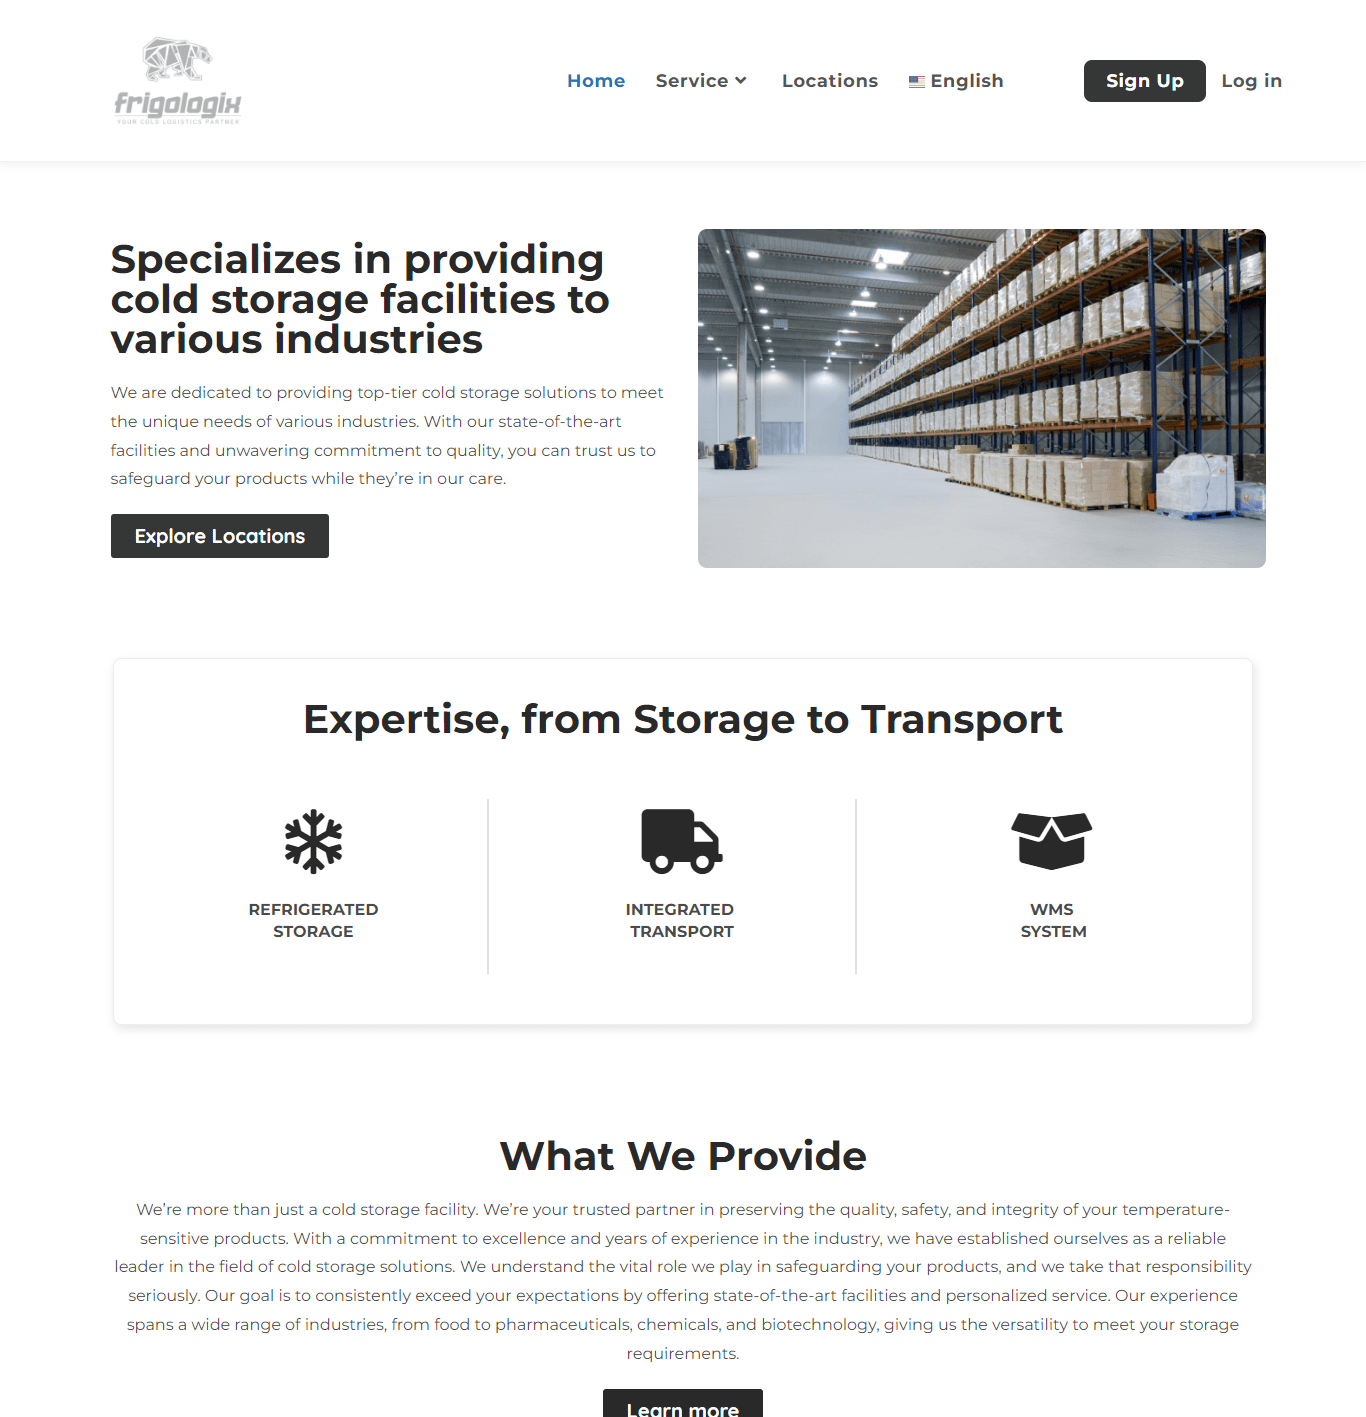 frigologix
YOUR COLD LOGISTICS PARTNER
Home
Service
Locations
English
Sign Up
Log in
Specializes in providing
cold storage facilities to
various industries
We are dedicated to providing top-tier cold storage solutions to meet
the unique needs of various industries. With our state-of-the-art
facilities and unwavering commitment to quality, you can trust us to
safeguard your products while they’re in our care.
Explore Locations
Expertise, from Storage to Transport
REFRIGERATED
STORAGE
INTEGRATED
TRANSPORT
WMS
SYSTEM
What We Provide
We’re more than just a cold storage facility. We’re your trusted partner in preserving the quality, safety, and integrity of your temperature-
sensitive products. With a commitment to excellence and years of experience in the industry, we have established ourselves as a reliable
leader in the field of cold storage solutions. We understand the vital role we play in safeguarding your products, and we take that responsibility
seriously. Our goal is to consistently exceed your expectations by offering state-of-the-art facilities and personalized service. Our experience
spans a wide range of industries, from food to pharmaceuticals, chemicals, and biotechnology, giving us the versatility to meet your storage
requirements.
Learn more